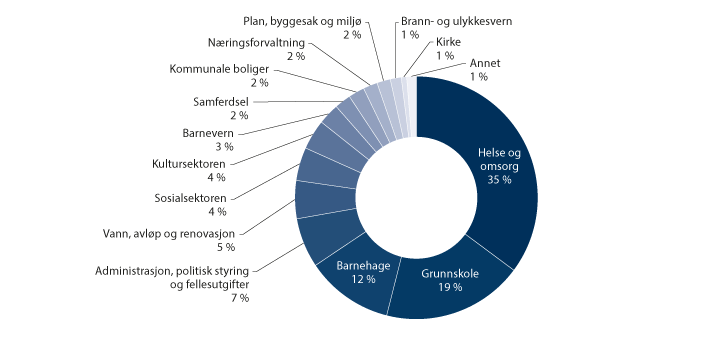 Plan, byggesak og miljø
2 %
Brann- og ulykkesvern
1 %
Næringsforvaltning
2 %
Kirke
1 %
Kommunale boliger
2 %
Annet
1 %
Samferdsel
2 %
Barnevern
3 %
Kultursektoren
4 %
Sosialsektoren
4 %
Vann, avløp og renovasjon
5 %
Administrasjon, politisk styring
og fellesutgifter
7 %
Barnehage
12 %
Grunnskole
19 %
Helse og
omsorg
35 %